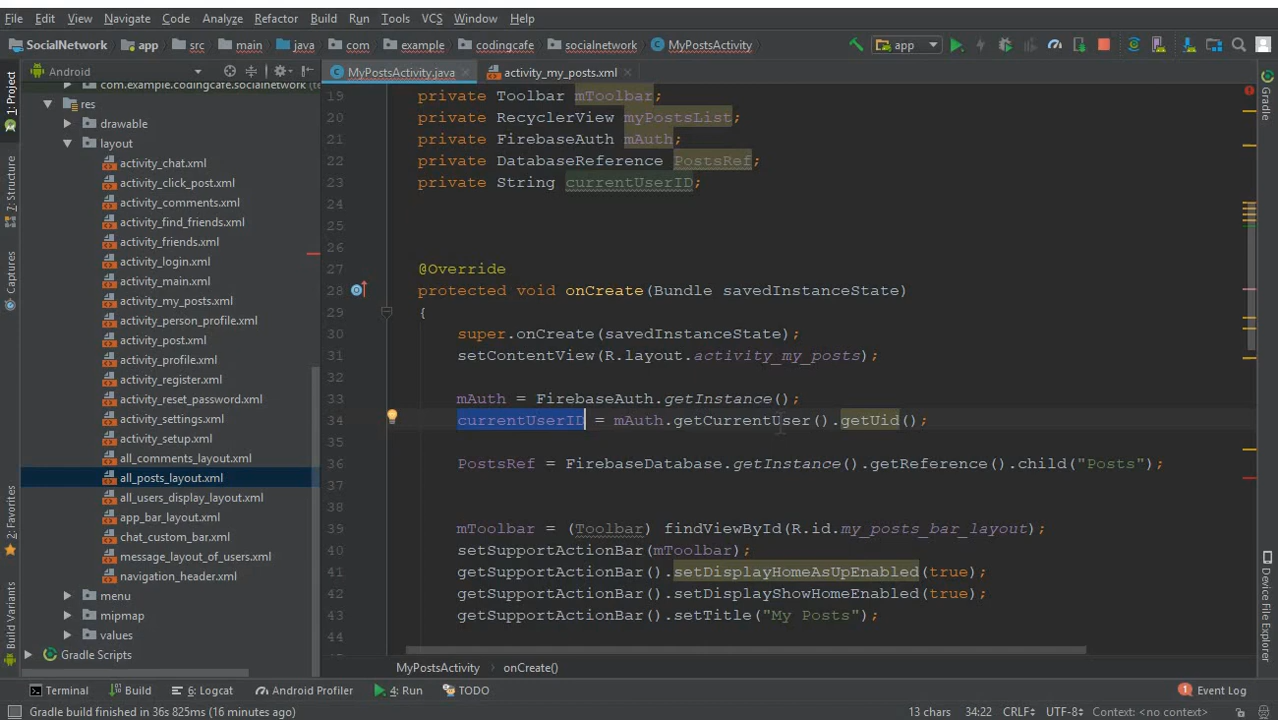 File Edit View Navigate Code Analyze Refactor Build Run Tools VCS Window Help
SocialNetwork app src main java com example codingcafe socialnetwork MyPostsActivity app
Android MyPostsActivity.java activity_my_posts.xml
1: Project
7: Structure
Captures
2: Favorites
Build Variants
com.example.codingcafe.socialnetwork
res
drawable
layout
activity_chat.xml
activity_click_post.xml
activity_comments.xml
activity_find_friends.xml
activity_friends.xml
activity_login.xml
activity_main.xml
activity_my_posts.xml
activity_person_profile.xml
activity_post.xml
activity_profile.xml
activity_register.xml
activity_reset_password.xml
activity_settings.xml
activity_setup.xml
all_comments_layout.xml
all_posts_layout.xml
all_users_display_layout.xml
app_bar_layout.xml
chat_custom_bar.xml
message_layout_of_users.xml
navigation_header.xml
menu
mipmap
values
Gradle Scripts
19 private Toolbar mToolbar;
20 private RecyclerView myPostsList;
21 private FirebaseAuth mAuth;
22 private DatabaseReference PostsRef;
23 private String currentUserID;
24
25
26
27 @Override
28 protected void onCreate(Bundle savedInstanceState)
29 {
30 super.onCreate(savedInstanceState);
31 setContentView(R.layout.activity_my_posts);
32
33 mAuth = FirebaseAuth.getInstance();
34 currentUserID = mAuth.getCurrentUser().getUid();
35
36 PostsRef = FirebaseDatabase.getInstance().getReference().child("Posts");
37
38
39 mToolbar = (Toolbar) findViewById(R.id.my_posts_bar_layout);
40 setSupportActionBar(mToolbar);
41 getSupportActionBar().setDisplayHomeAsUpEnabled(true);
42 getSupportActionBar().setDisplayShowHomeEnabled(true);
43 getSupportActionBar().setTitle("My Posts");
44
MyPostsActivity onCreate()
Gradle
Device File Explorer
Terminal Build 6: Logcat Android Profiler 4: Run TODO 1 Event Log
Gradle build finished in 36s 825ms (16 minutes ago) 13 chars 34:22 CRLF UTF-8 Context: <no context>